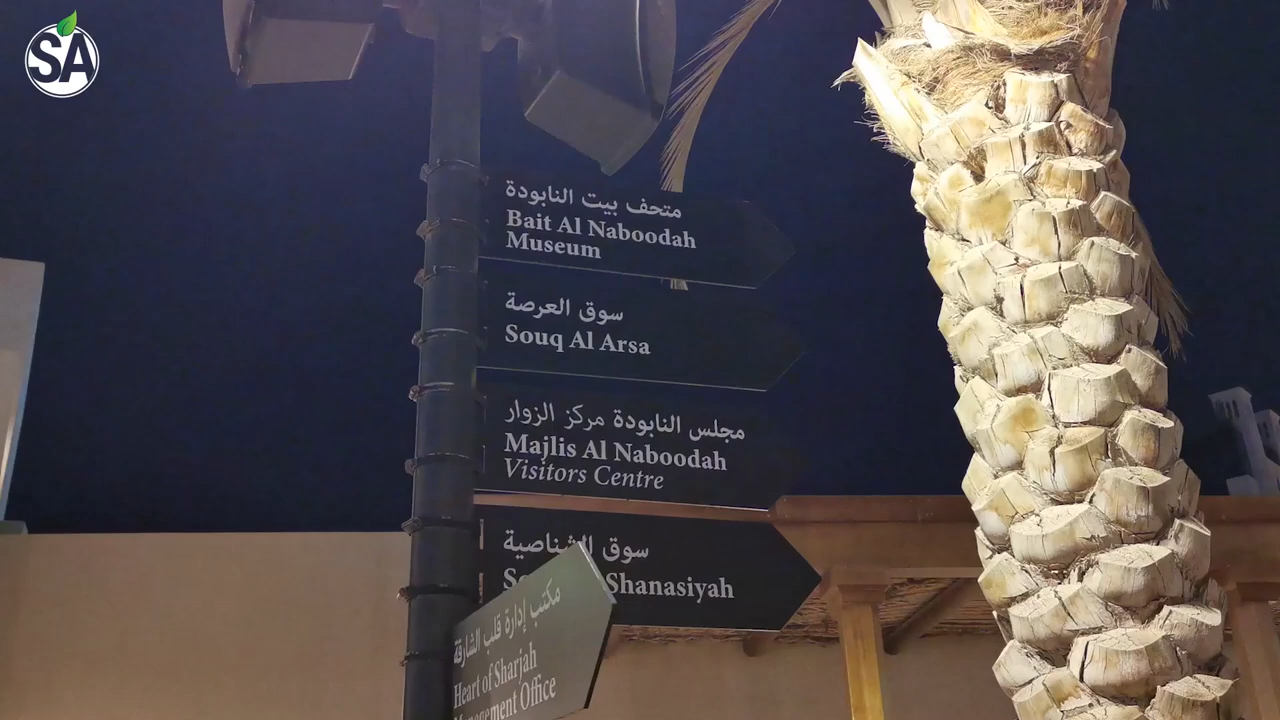 SA
متحف بيت النابودة
Bait Al Naboodah
Museum
سوق العرصة
Souq Al Arsa
مجلس النابودة مركز الزوار
Majlis Al Naboodah
Visitors Centre
سوق الشناصية
Shanasiyah
مكتب إدارة قلب الشارقة
Heart of Sharjah
Office